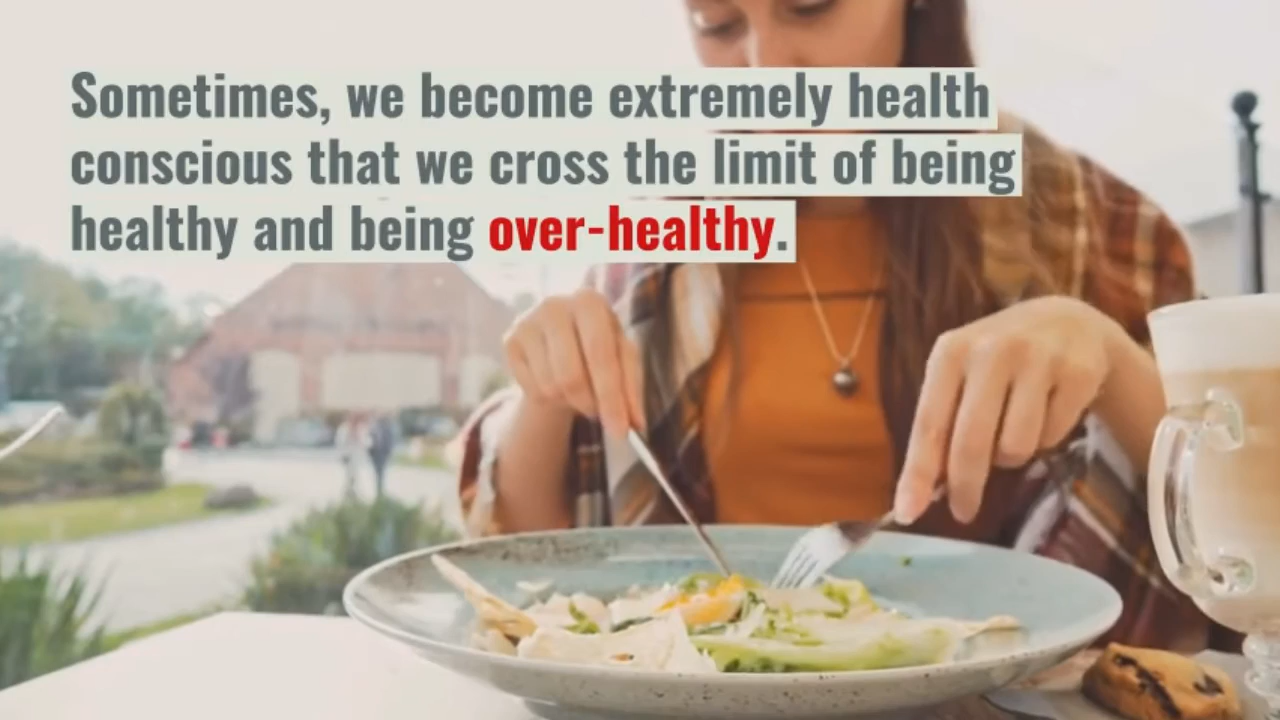 Sometimes, we become extremely health
conscious that we cross the limit of being
healthy and being over-healthy.